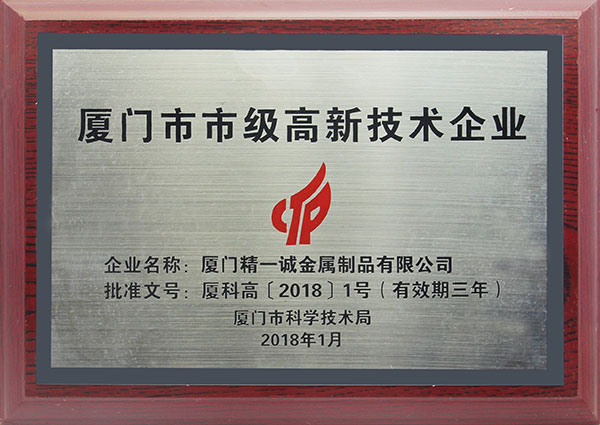 厦门市市级高新技术企业
CTP
企业名称：厦门精一诚金属制品有限公司
批准文号：厦科高〔2018〕1号（有效期三年）
厦门市科学技术局
2018年1月